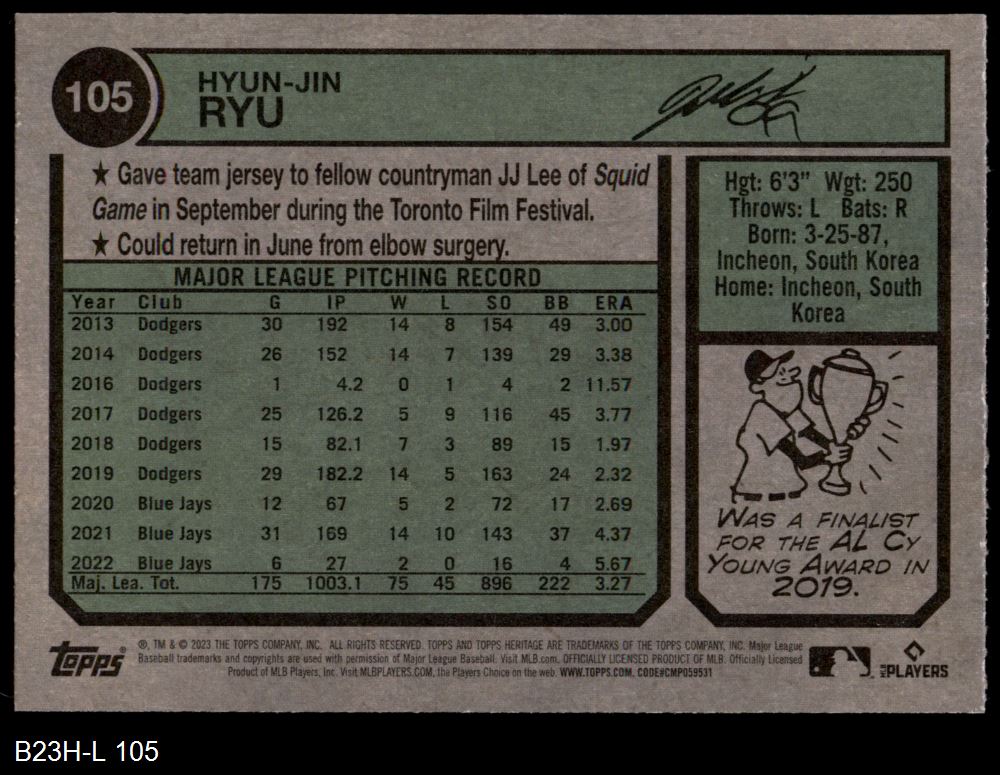 105
HYUN-JIN
RYU
★ Gave team jersey to fellow countryman JJ Lee of Squid
Game in September during the Toronto Film Festival.
★ Could return in June from elbow surgery.
MAJOR LEAGUE PITCHING RECORD
Year Club G IP W L SO BB ERA
2013 Dodgers 30 192 14 8 154 49 3.00
2014 Dodgers 26 152 14 7 139 29 3.38
2016 Dodgers 1 4.2 0 1 4 2 11.57
2017 Dodgers 25 126.2 5 9 116 45 3.77
2018 Dodgers 15 82.1 7 3 89 15 1.97
2019 Dodgers 29 182.2 14 5 163 24 2.32
2020 Blue Jays 12 67 5 2 72 17 2.69
2021 Blue Jays 31 169 14 10 143 37 4.37
2022 Blue Jays 6 27 2 0 16 4 5.67
Maj. Lea. Tot. 175 1003.1 75 45 896 222 3.27
Hgt: 6'3" Wgt: 250
Throws: L Bats: R
Born: 3-25-87,
Incheon, South Korea
Home: Incheon, South
Korea
WAS A FINALIST
FOR THE AL CY
YOUNG AWARD IN
2019.
topps
®, TM & © 2023 THE TOPPS COMPANY, INC. ALL RIGHTS RESERVED. TOPPS AND TOPPS HERITAGE ARE TRADEMARKS OF THE TOPPS COMPANY, INC. Major League
Baseball trademarks and copyrights are used with permission of Major League Baseball. Visit MLB.com. OFFICIALLY LICENSED PRODUCT OF MLB. Officially Licensed
Product of MLB Players, Inc. Visit MLBPLAYERS.COM, the Players Choice on the web. WWW.TOPPS.COM. CODE#CMP059531
MLB PLAYERS
B23H-L 105